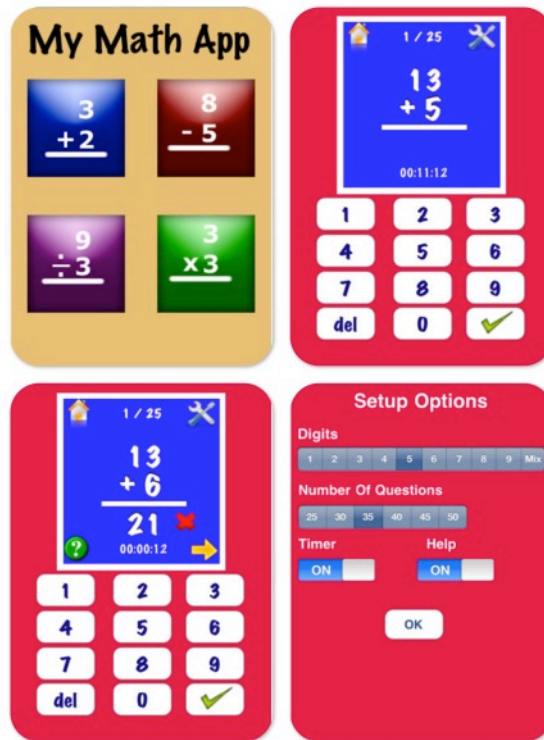 My Math App
3
+2
8
- 5
9
÷3
3
x3
1 / 25
13
+ 5
00:11:12
1 2 3
4 5 6
7 8 9
del 0
1 / 25
13
+ 6
21
?
00:00:12
1 2 3
4 5 6
7 8 9
del 0
Setup Options
Digits
1 2 3 4 5 6 7 8 9 Mix
Number Of Questions
25 30 35 40 45 50
Timer Help
ON ON
OK